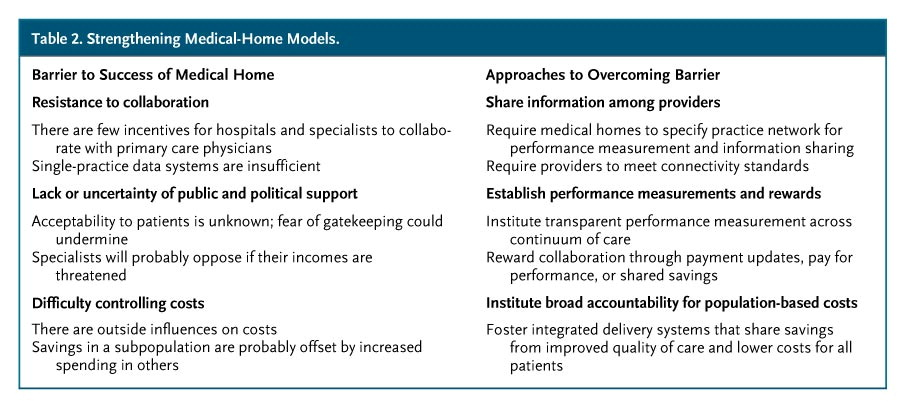 Table 2. Strengthening Medical-Home Models.
Barrier to Success of Medical Home
Approaches to Overcoming Barrier
Resistance to collaboration
Share information among providers
There are few incentives for hospitals and specialists to collabo-
rate with primary care physicians
Single-practice data systems are insufficient
Require medical homes to specify practice network for
performance measurement and information sharing
Require providers to meet connectivity standards
Lack or uncertainty of public and political support
Establish performance measurements and rewards
Acceptability to patients is unknown; fear of gatekeeping could
undermine
Specialists will probably oppose if their incomes are
threatened
Institute transparent performance measurement across
continuum of care
Reward collaboration through payment updates, pay for
performance, or shared savings
Difficulty controlling costs
Institute broad accountability for population-based costs
There are outside influences on costs
Savings in a subpopulation are probably offset by increased
spending in others
Foster integrated delivery systems that share savings
from improved quality of care and lower costs for all
patients